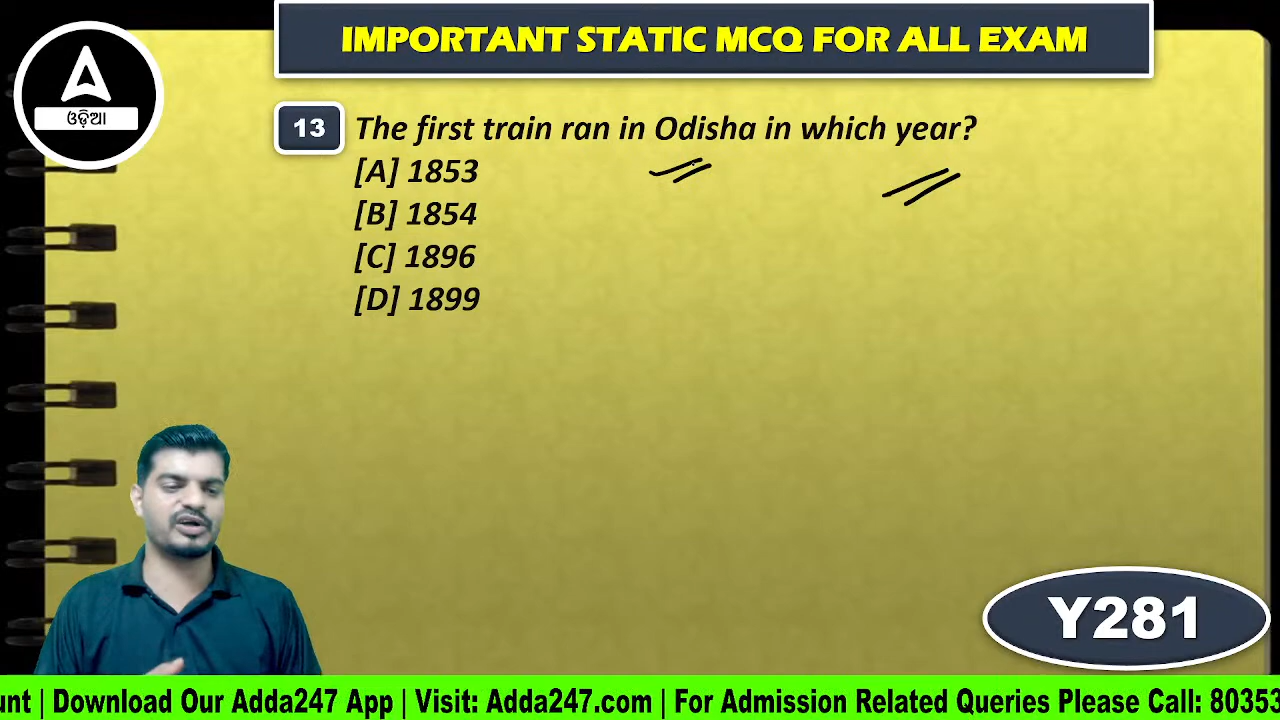 IMPORTANT STATIC MCQ FOR ALL EXAM
ଓଡ଼ିଆ
13 The first train ran in Odisha in which year?
[A] 1853
[B] 1854
[C] 1896
[D] 1899
Y281
unt | Download Our Adda247 App | Visit: Adda247.com | For Admission Related Queries Please Call: 80353